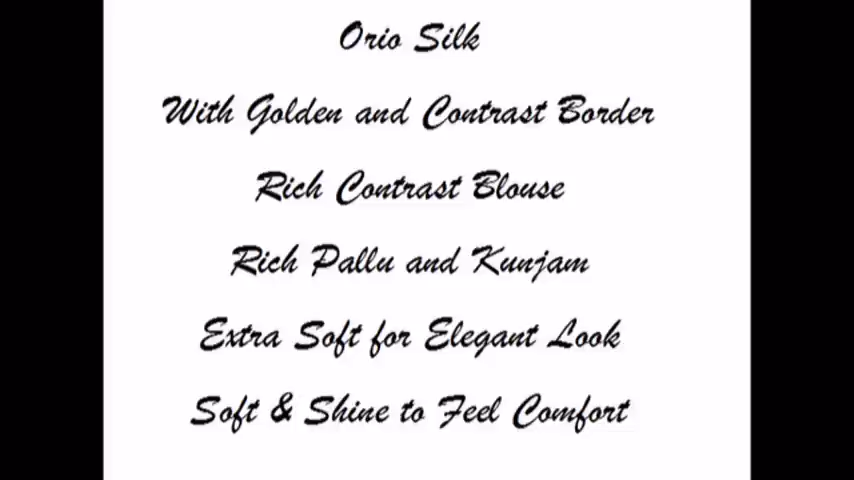 Orio Silk
With Golden and Contrast Border
Rich Contrast Blouse
Rich Pallu and Kunjam
Extra Soft for Elegant Look
Soft & Shine to Feel Comfort